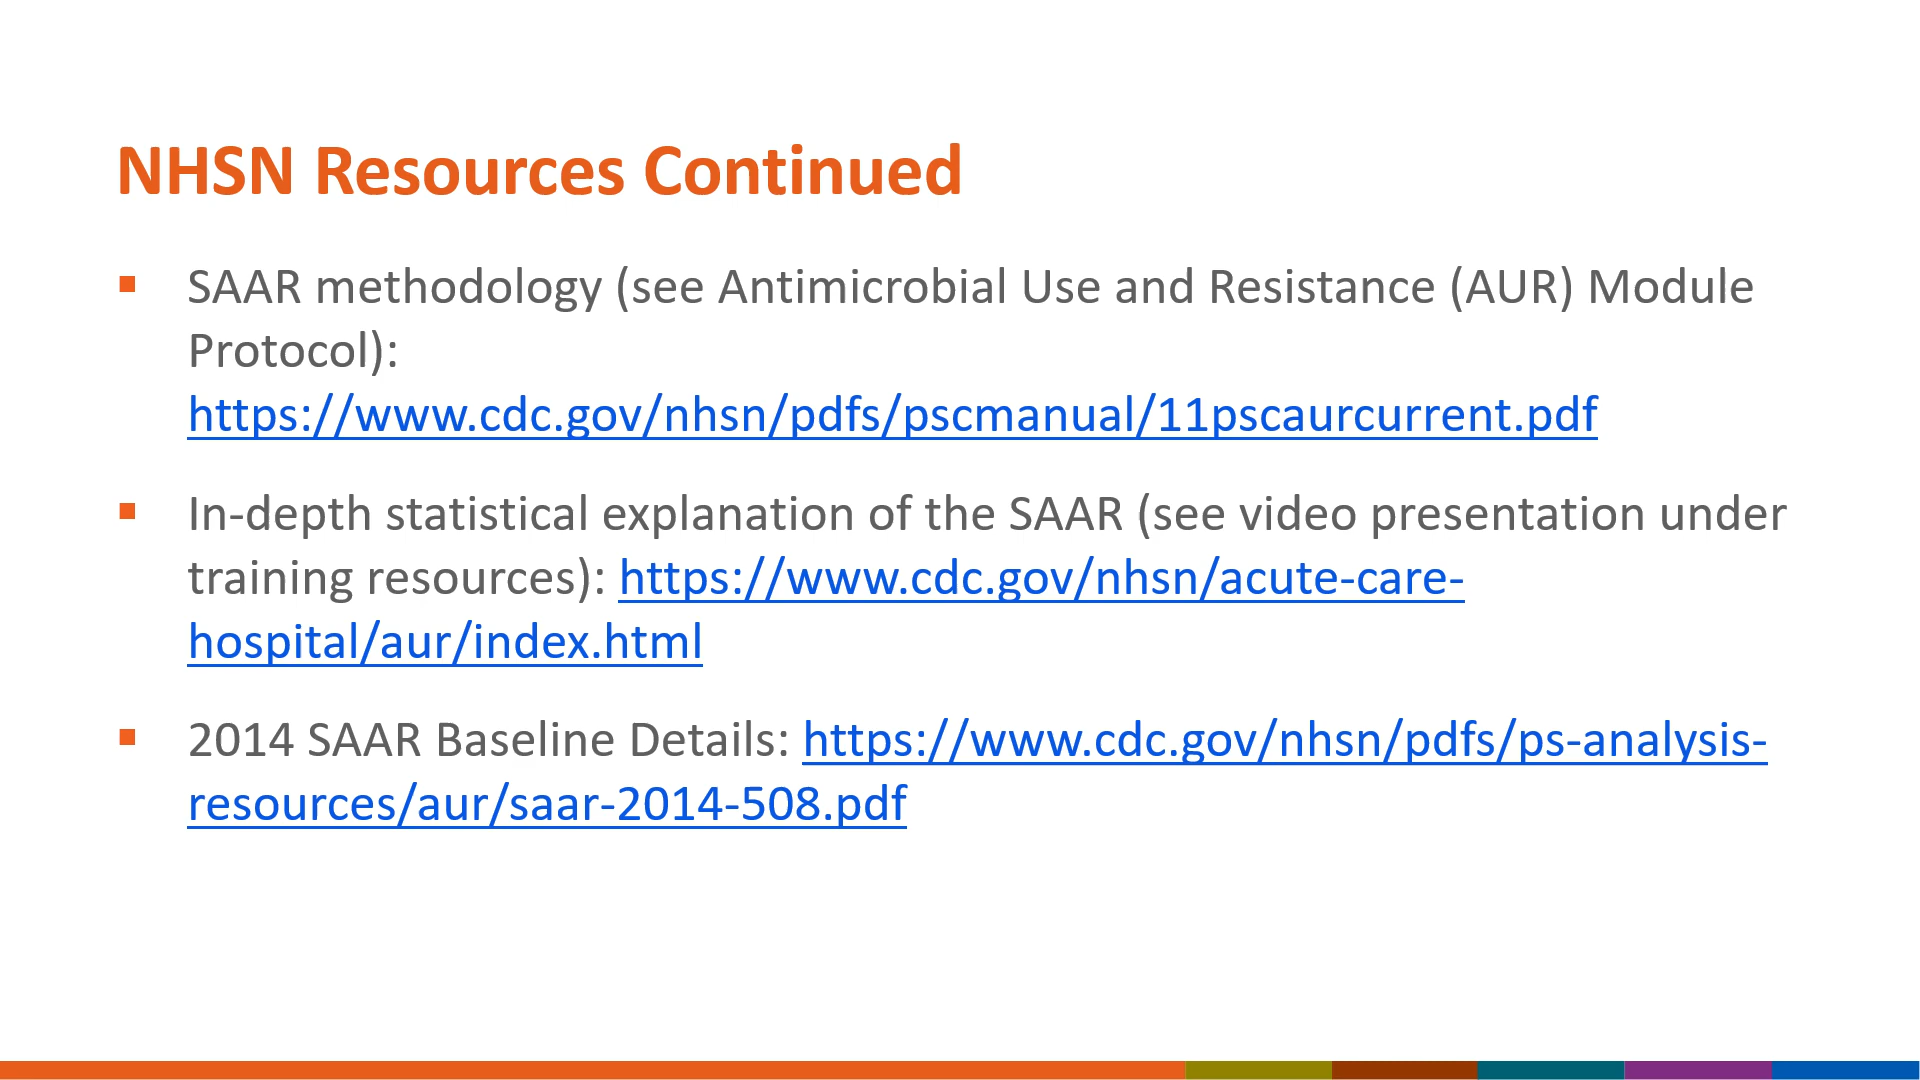 NHSN Resources Continued
▪ SAAR methodology (see Antimicrobial Use and Resistance (AUR) Module
Protocol):
https://www.cdc.gov/nhsn/pdfs/pscmanual/11pscaurcurrent.pdf
▪ In-depth statistical explanation of the SAAR (see video presentation under
training resources): https://www.cdc.gov/nhsn/acute-care-
hospital/aur/index.html
▪ 2014 SAAR Baseline Details: https://www.cdc.gov/nhsn/pdfs/ps-analysis-
resources/aur/saar-2014-508.pdf